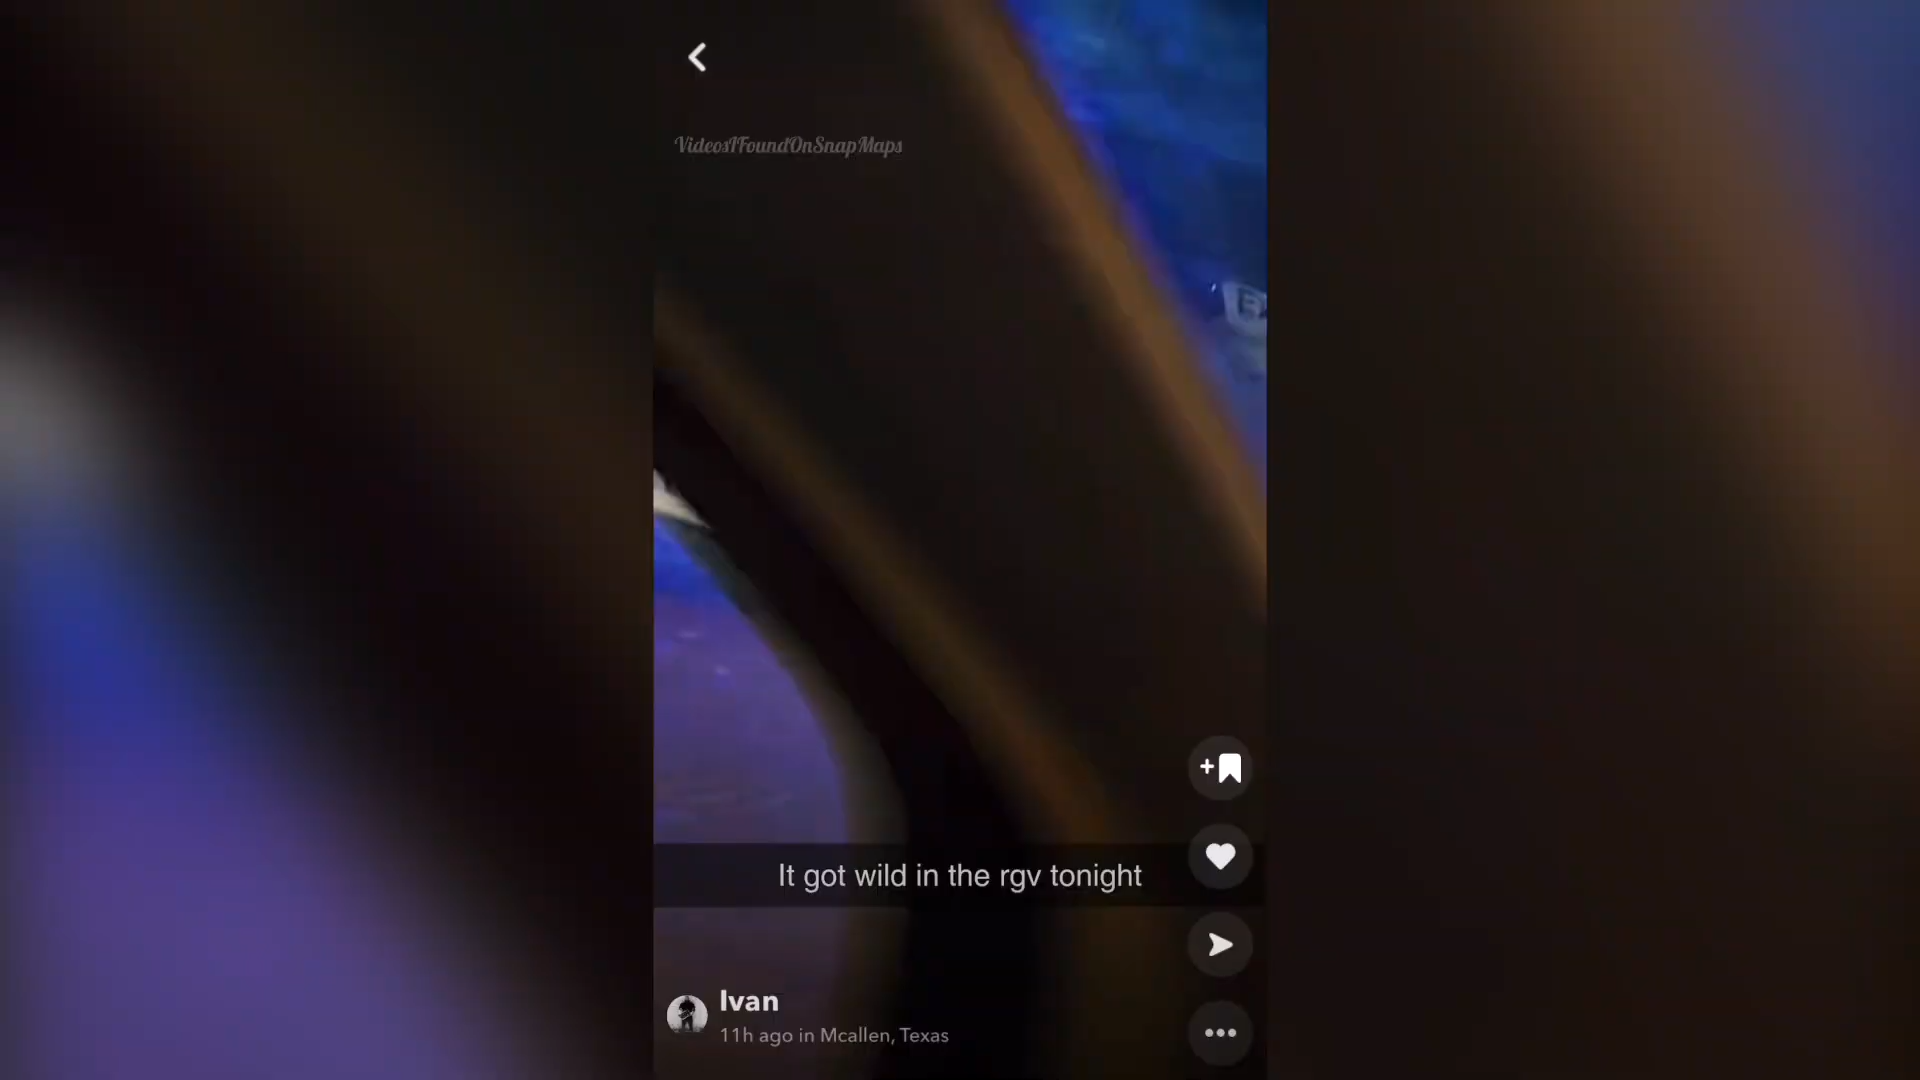 VideosIFoundOnSnapMaps
It got wild in the rgv tonight
Ivan
11h ago in Mcallen, Texas